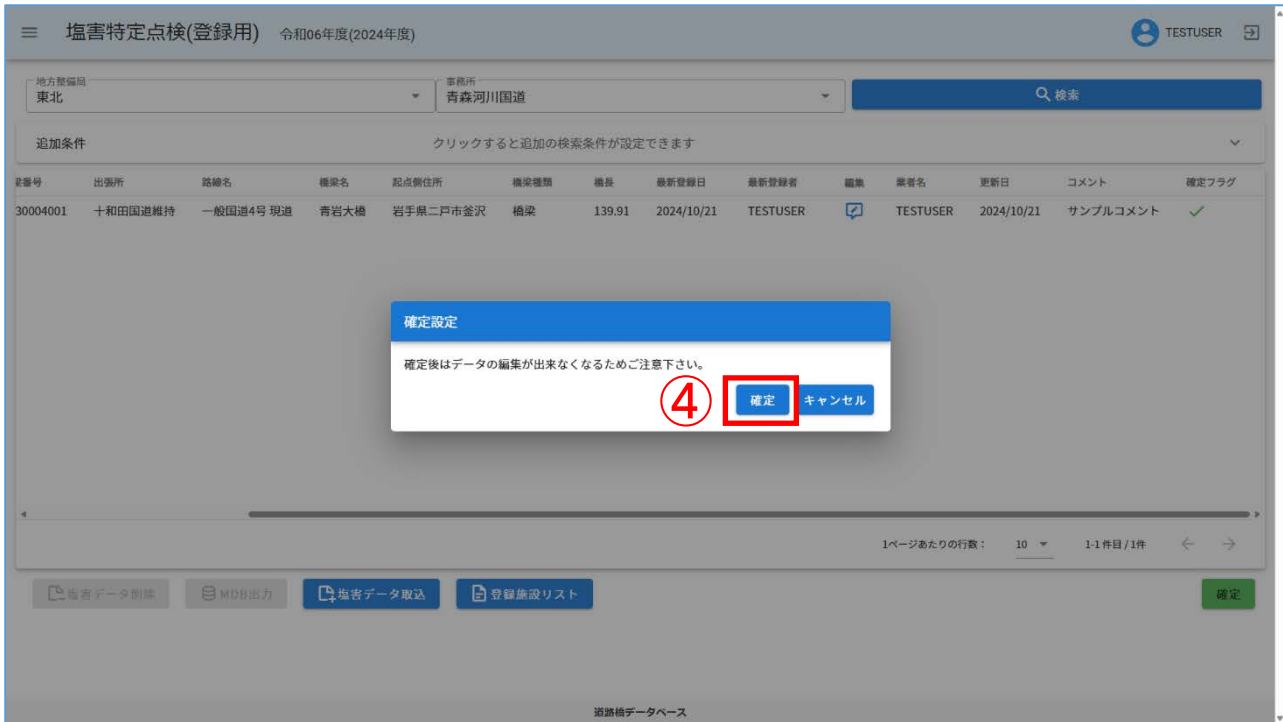 塩害特定点検(登録用) 令和06年度(2024年度) TESTUSER
地方整備局 事務所
東北 青森河川国道 検索
追加条件 クリックすると追加の検索条件が設定できます
番号 出張所 路線名 橋梁名 起点側住所 橋梁種類 橋長 最新登録日 最新登録者 編集 業者名 更新日 コメント 確定フラグ
30004001 十和田国道維持 一般国道4号 現道 青岩大橋 岩手県二戸市釜沢 橋梁 139.91 2024/10/21 TESTUSER TESTUSER 2024/10/21 サンプルコメント
確定設定
確定後はデータの編集が出来なくなるためご注意下さい。
④ 確定 キャンセル
1ページあたりの行数： 10 1-1 件目 / 1件
塩害データ削除 MDB出力 塩害データ取込 登録施設リスト 確定
道路橋データベース